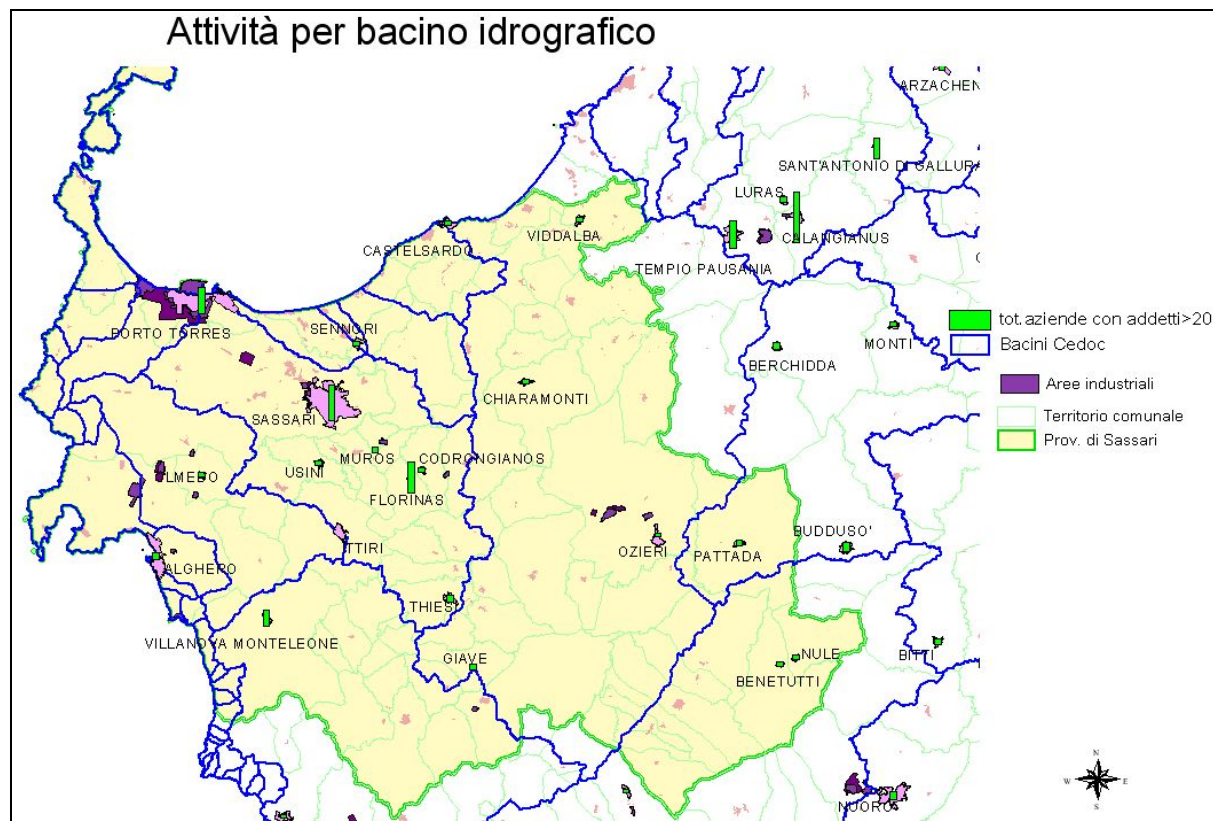 Attività per bacino idrografico
ARZACHEN
SANT'ANTONIO DI GALLURA
LURAS
CALANGIANUS
VIDDALBA
CASTELSARDO
TEMPIO PAUSANIA
PORTO TORRES
SENNORI
MONTI
BERCHIDDA
CHIARAMONTI
SASSARI
MUROS
CODRONGIANOS
USINI
LMEDO
FLORINAS
BUDDUSO'
OZIERI
PATTADA
TTIRI
ALGHERO
THIESI
VILLANOVA MONTELEONE
GIAVE
NULE
BITTI
BENETUTTI
NUORO
tot.aziende con addetti>20
Bacini Cedoc
Aree industriali
Territorio comunale
Prov. di Sassari
N
W E
S